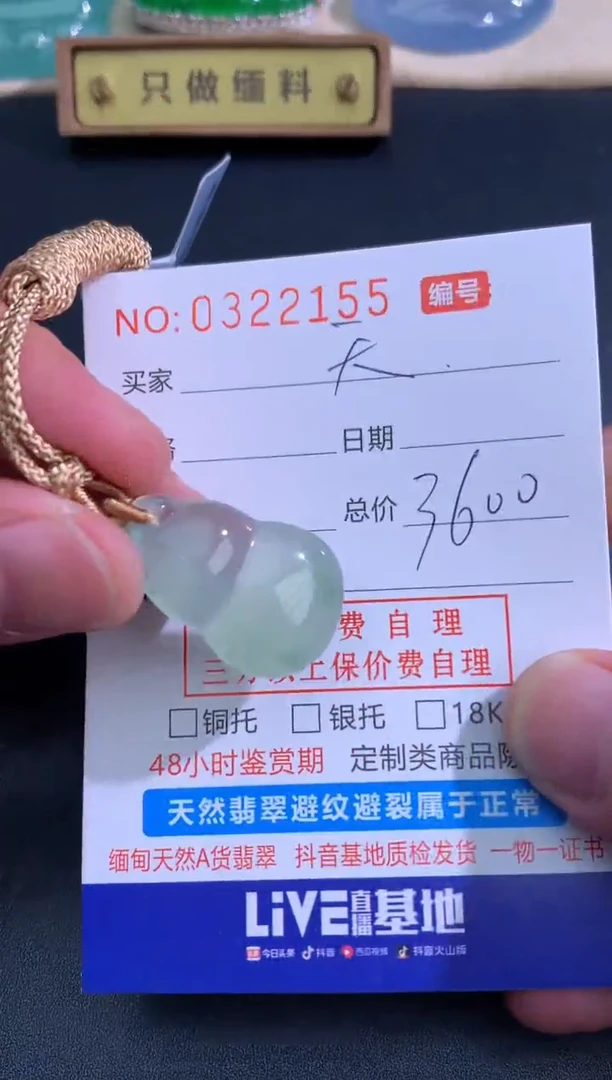 只做缅料
NO: 0322155 编号
买家 天
日期
总价 3600
费自理
上保价费自理
铜托 银托 18K
48小时鉴赏期 定制类商品除
天然翡翠避纹避裂属于正常
缅甸天然A货翡翠 抖音基地质检发货 一物一证书
LiVE直播基地
今日头条 抖音 西瓜视频 抖音火山版